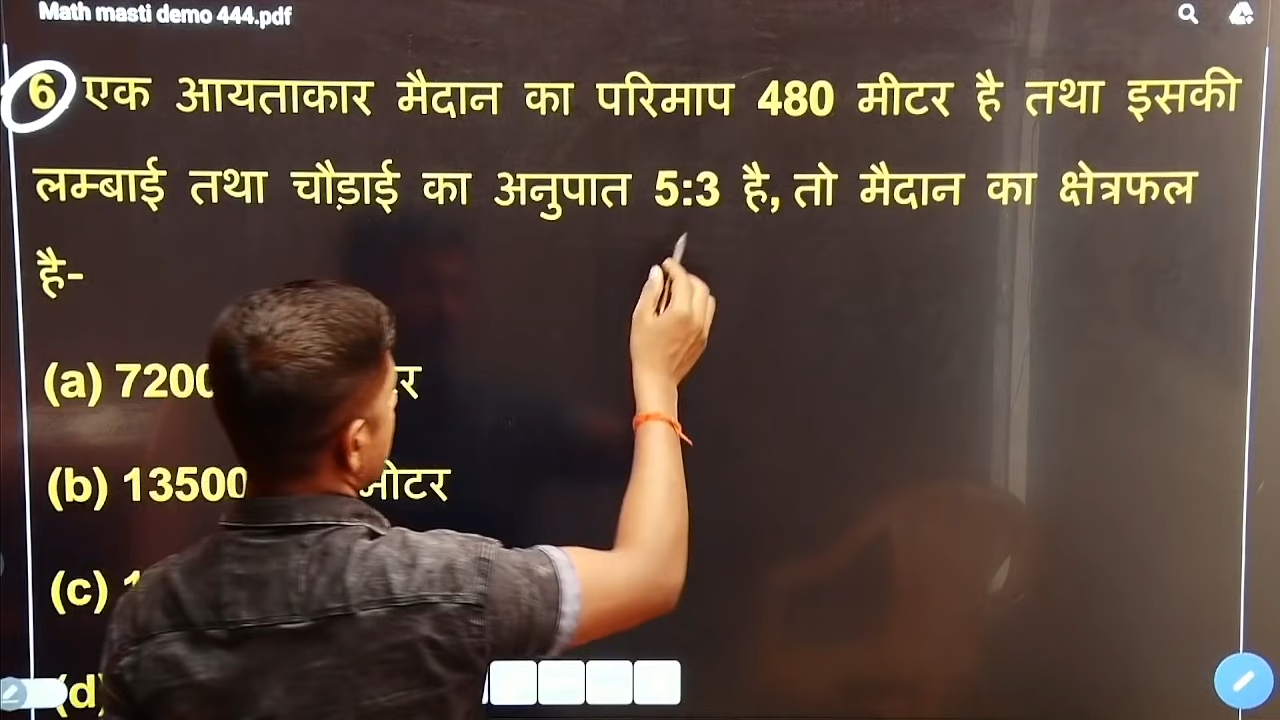 Math masti demo 444.pdf
6 एक आयताकार मैदान का परिमाप 480 मीटर है तथा इसकी
लम्बाई तथा चौड़ाई का अनुपात 5:3 है, तो मैदान का क्षेत्रफल
है-
(a) 7200
(b) 13500 मीटर
(c)
(d)